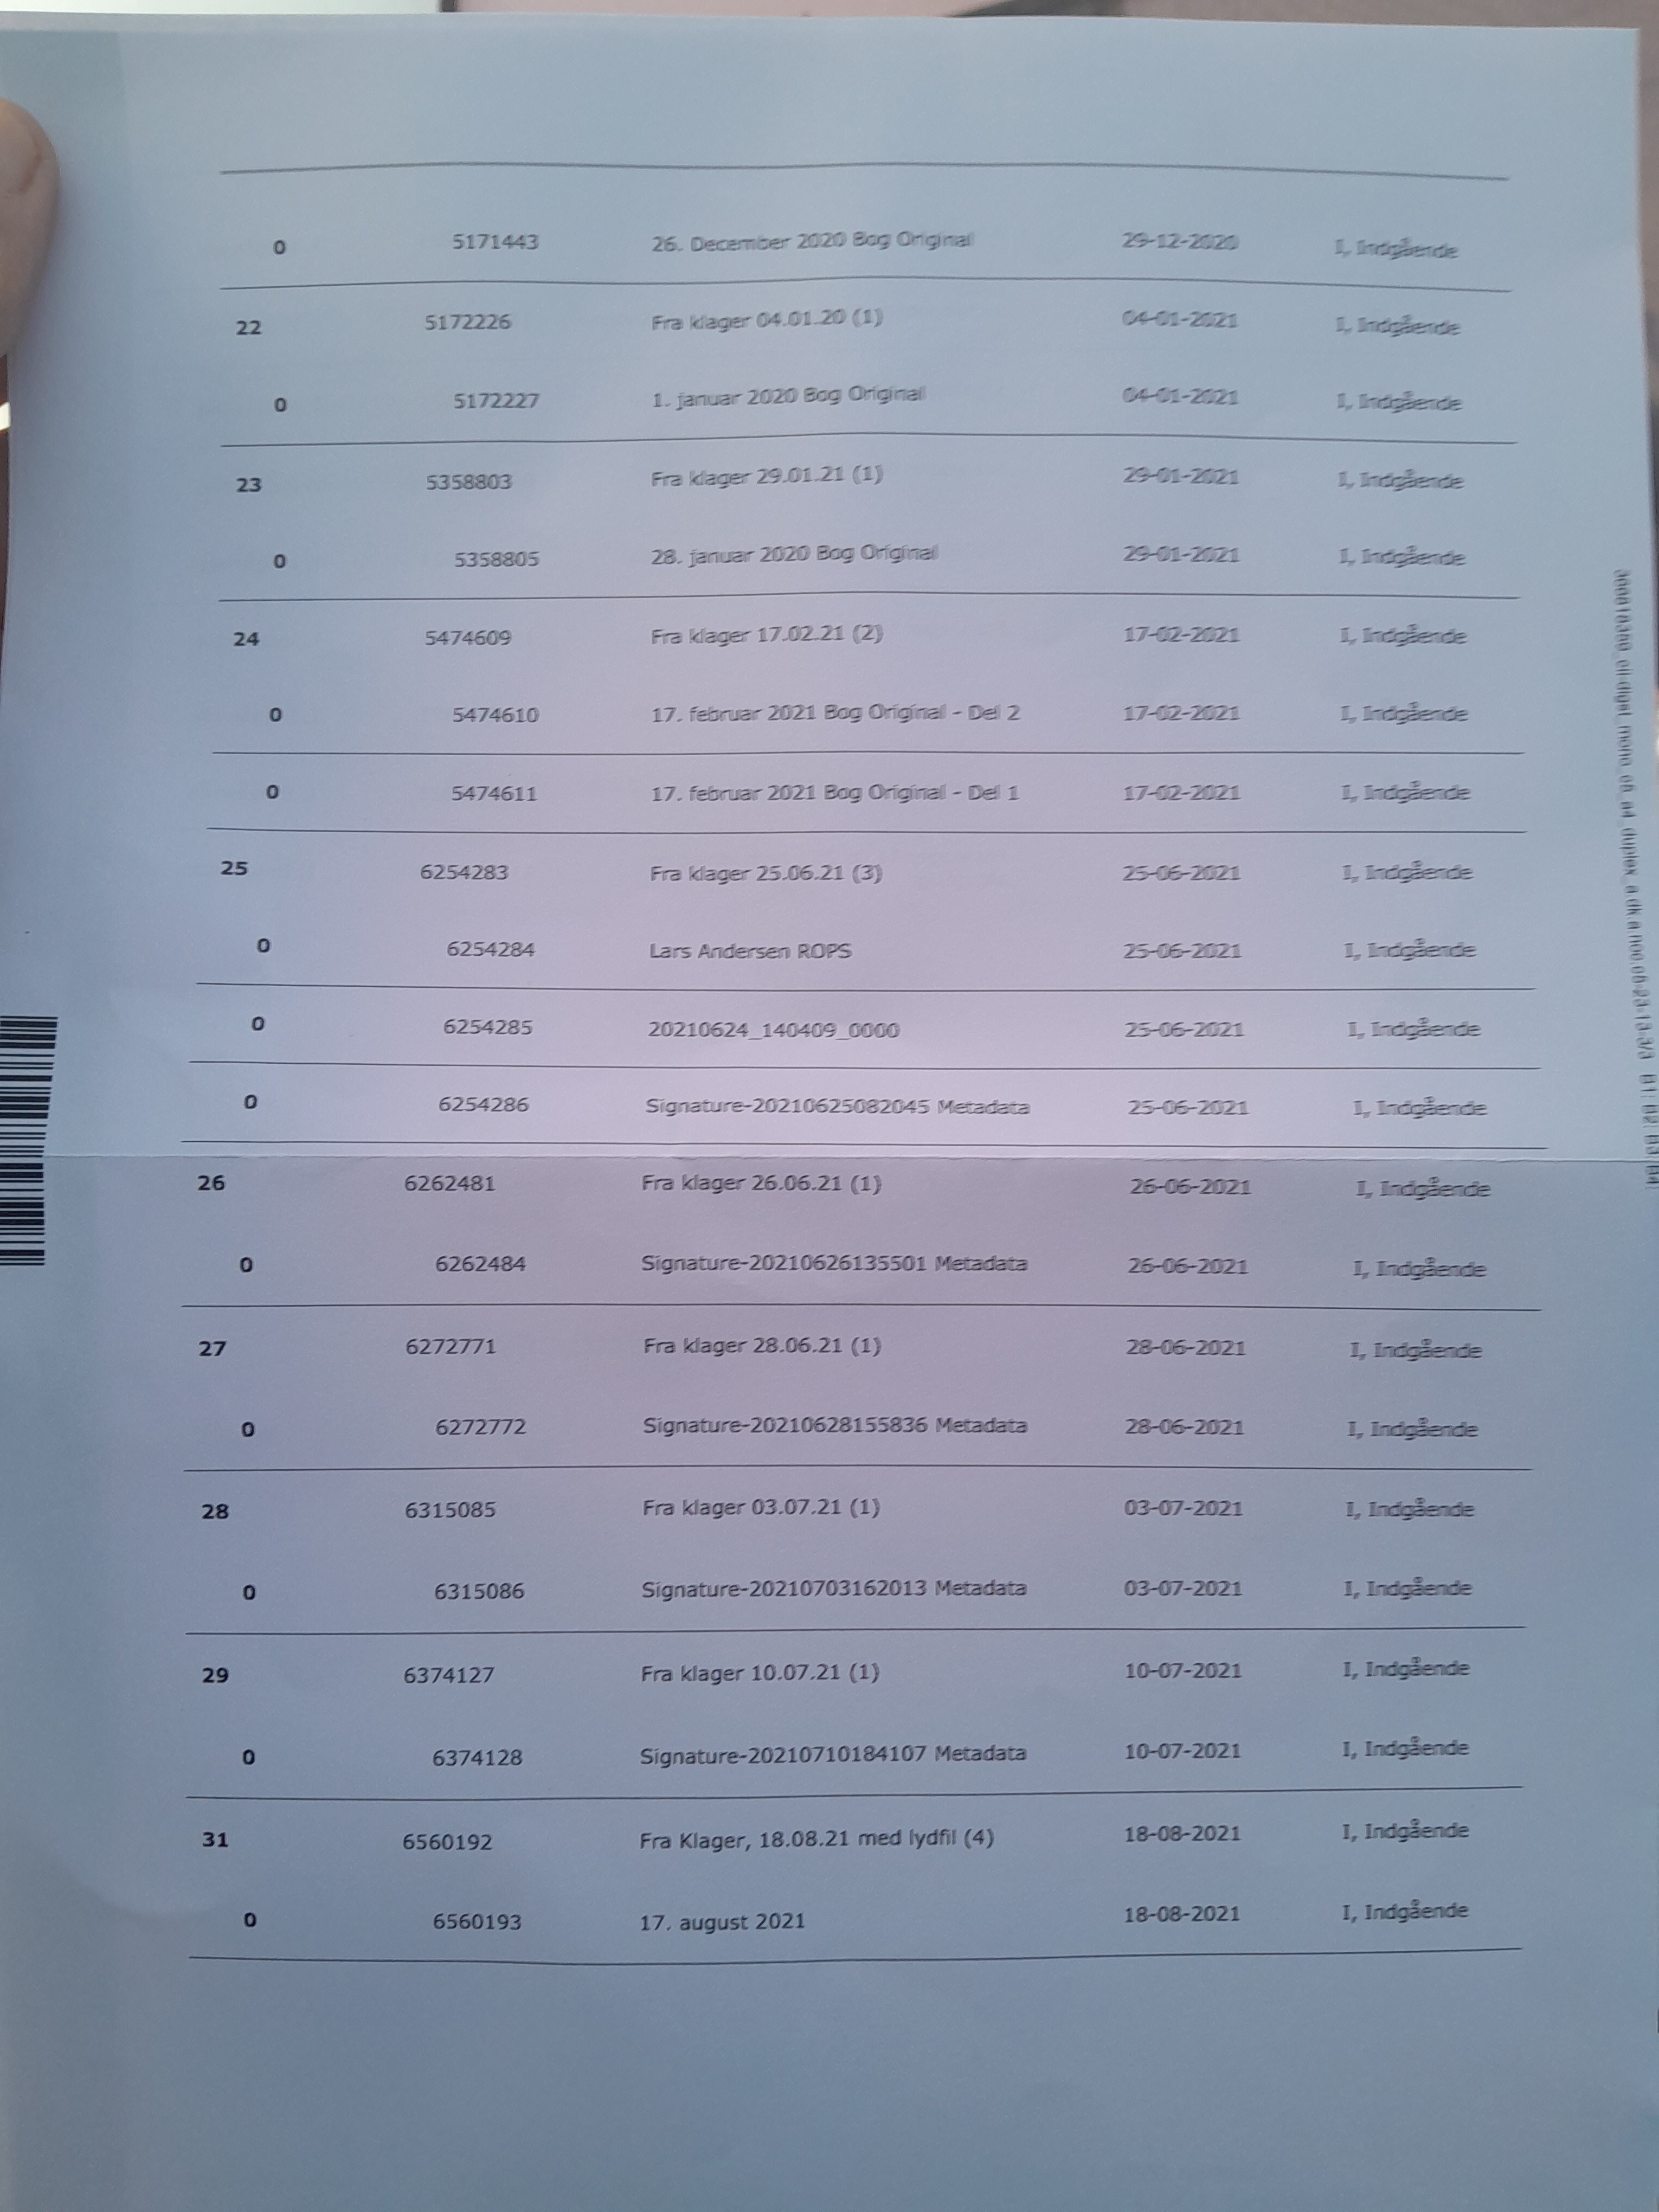 0 5171443 26. December 2020 Bog Original 29-12-2020 I, Indgående
22 5172226 Fra klager 04.01.20 (1) 04-01-2021 I, Indgående
0 5172227 1. januar 2020 Bog Original 04-01-2021 I, Indgående
23 5358803 Fra klager 29.01.21 (1) 29-01-2021 I, Indgående
0 5358805 28. januar 2020 Bog Original 29-01-2021 I, Indgående
24 5474609 Fra klager 17.02.21 (2) 17-02-2021 I, Indgående
0 5474610 17. februar 2021 Bog Original - Del 2 17-02-2021 I, Indgående
0 5474611 17. februar 2021 Bog Original - Del 1 17-02-2021 I, Indgående
25 6254283 Fra klager 25.06.21 (3) 25-06-2021 I, Indgående
0 6254284 Lars Andersen ROPS 25-06-2021 I, Indgående
0 6254285 20210624_140409_0000 25-06-2021 I, Indgående
0 6254286 Signature-20210625082045 Metadata 25-06-2021 I, Indgående
26 6262481 Fra klager 26.06.21 (1) 26-06-2021 I, Indgående
0 6262484 Signature-20210626135501 Metadata 26-06-2021 I, Indgående
27 6272771 Fra klager 28.06.21 (1) 28-06-2021 I, Indgående
0 6272772 Signature-20210628155836 Metadata 28-06-2021 I, Indgående
28 6315085 Fra klager 03.07.21 (1) 03-07-2021 I, Indgående
0 6315086 Signature-20210703162013 Metadata 03-07-2021 I, Indgående
29 6374127 Fra klager 10.07.21 (1) 10-07-2021 I, Indgående
0 6374128 Signature-20210710184107 Metadata 10-07-2021 I, Indgående
31 6560192 Fra Klager, 18.08.21 med lydfil (4) 18-08-2021 I, Indgående
0 6560193 17. august 2021 18-08-2021 I, Indgående